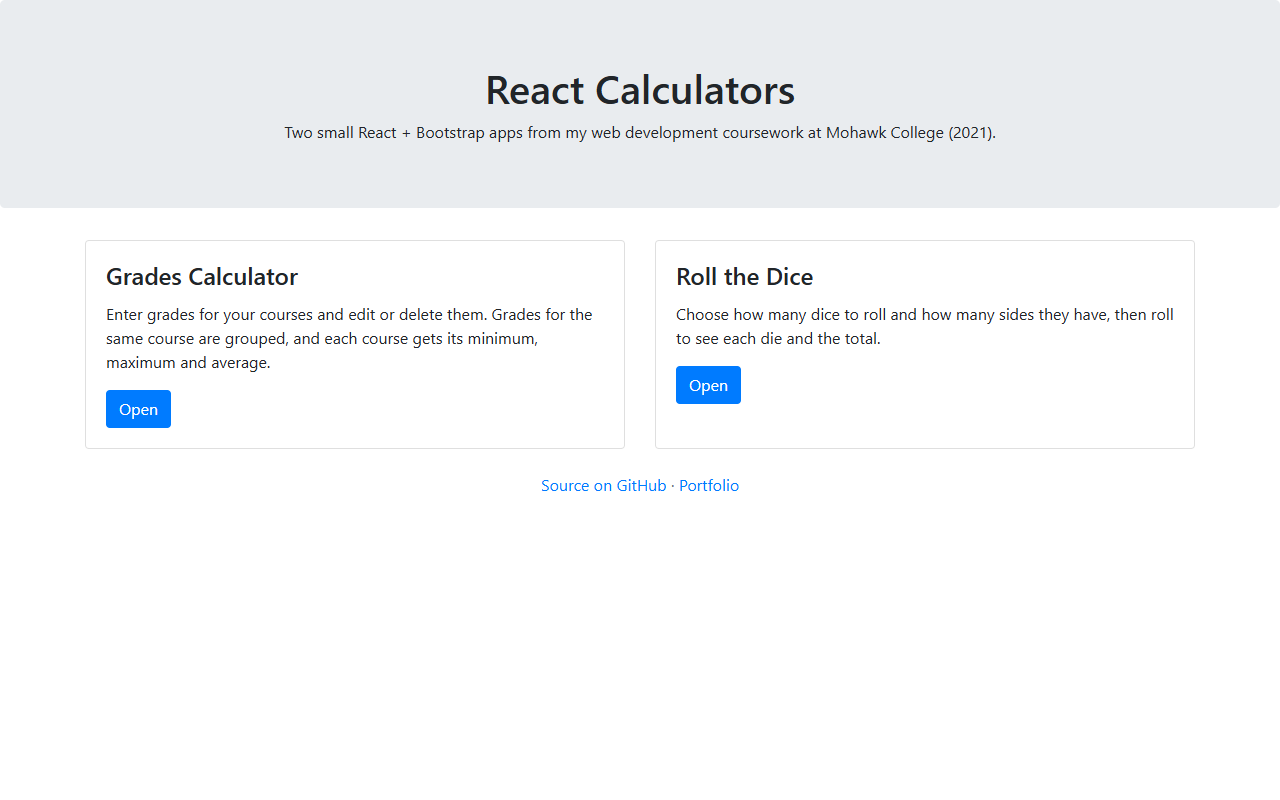 React Calculators
Two small React + Bootstrap apps from my web development coursework at Mohawk College (2021).
Grades Calculator
Enter grades for your courses and edit or delete them. Grades for the
same course are grouped, and each course gets its minimum,
maximum and average.
Open
Roll the Dice
Choose how many dice to roll and how many sides they have, then roll
to see each die and the total.
Open
Source on GitHub · Portfolio